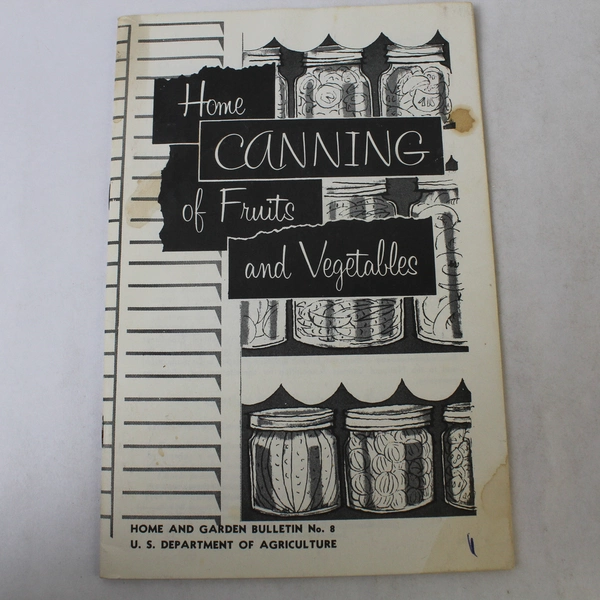 Home
CANNING
of Fruits
and Vegetables
HOME AND GARDEN BULLETIN No. 8
U. S. DEPARTMENT OF AGRICULTURE